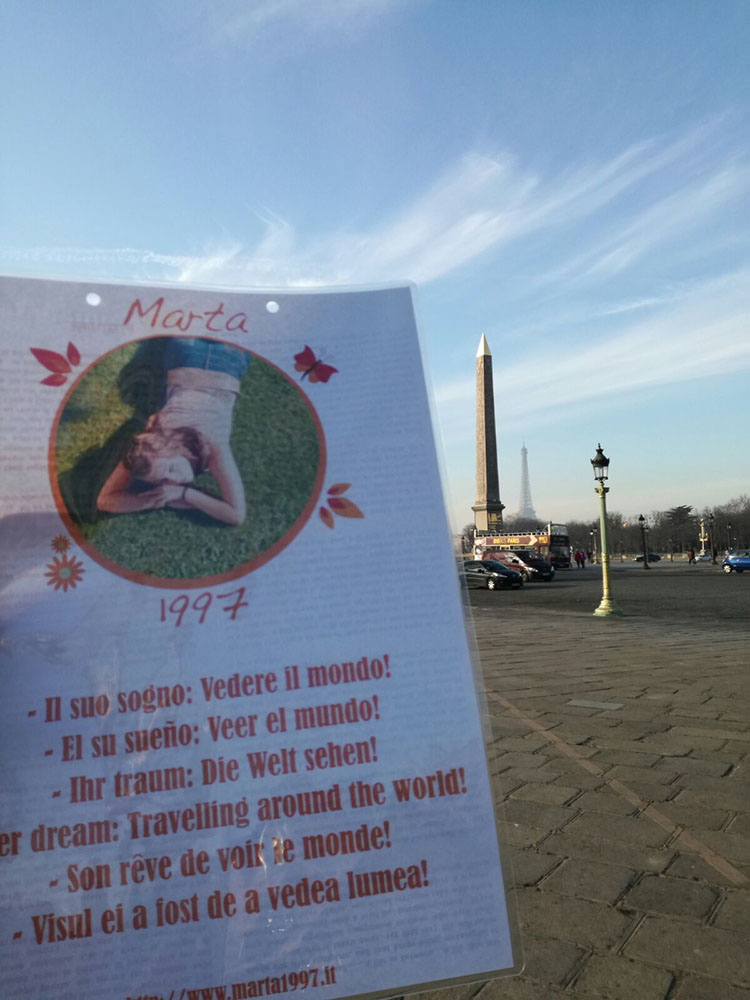 Marta
1997
- Il suo sogno: Vedere il mondo!
- El su sueño: Veer el mundo!
- Ihr traum: Die Welt sehen!
er dream: Travelling around the world!
- Son rêve de voir le monde!
- Visul ei a fost de a vedea lumea!
http://www.marta1997.it